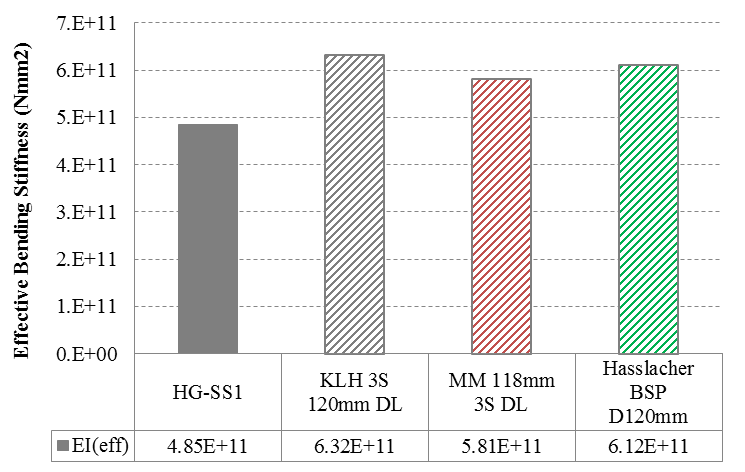 Effective Bending Stiffness (Nmm2)
7.E+11
6.E+11
5.E+11
4.E+11
3.E+11
2.E+11
1.E+11
0.E+00
HG-SS1
KLH 3S
120mm DL
MM 118mm
3S DL
Hasslacher
BSP
D120mm
EI(eff) 4.85E+11 6.32E+11 5.81E+11 6.12E+11